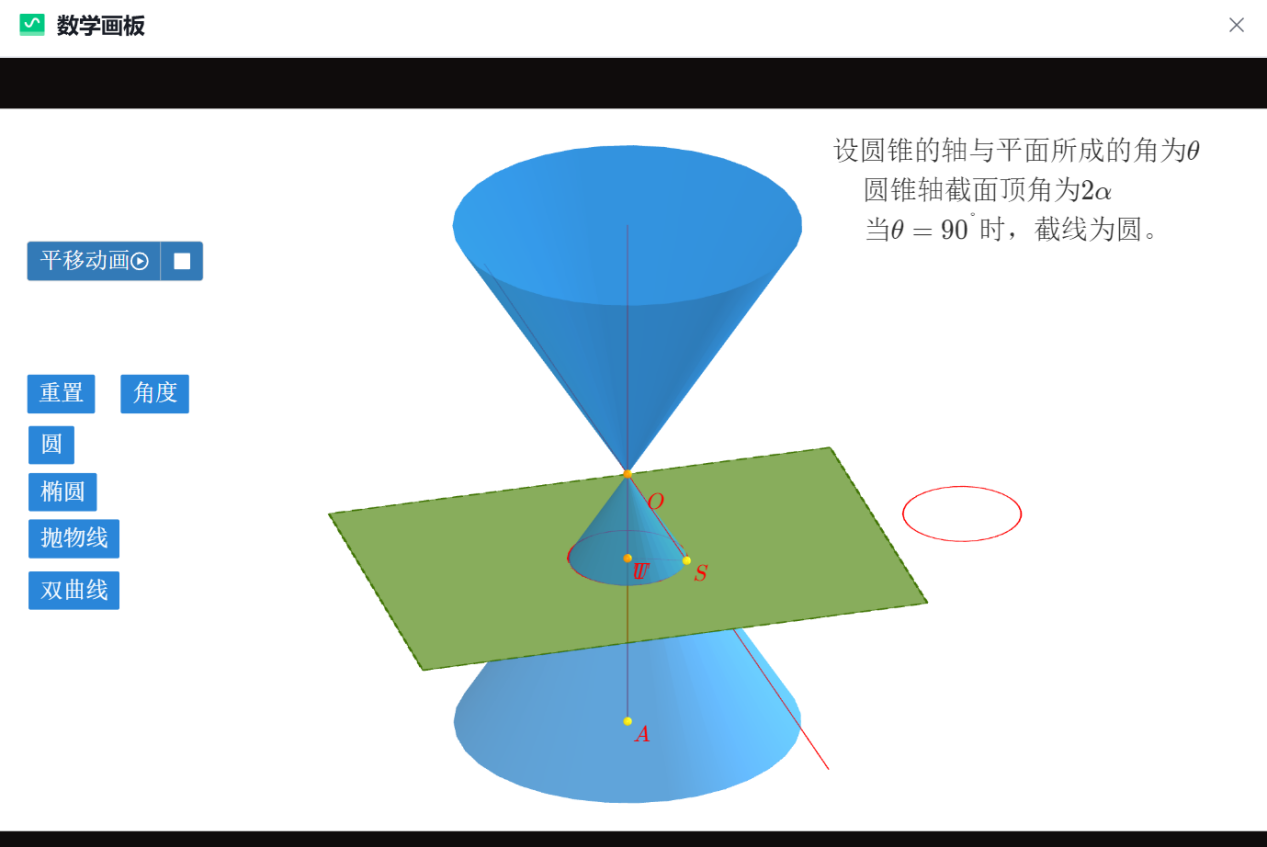 数学画板
设圆锥的轴与平面所成的角为θ
圆锥轴截面顶角为2α
当θ = 90°时，截线为圆。
平移动画
重置 角度
圆
椭圆
抛物线
双曲线
O
S
A